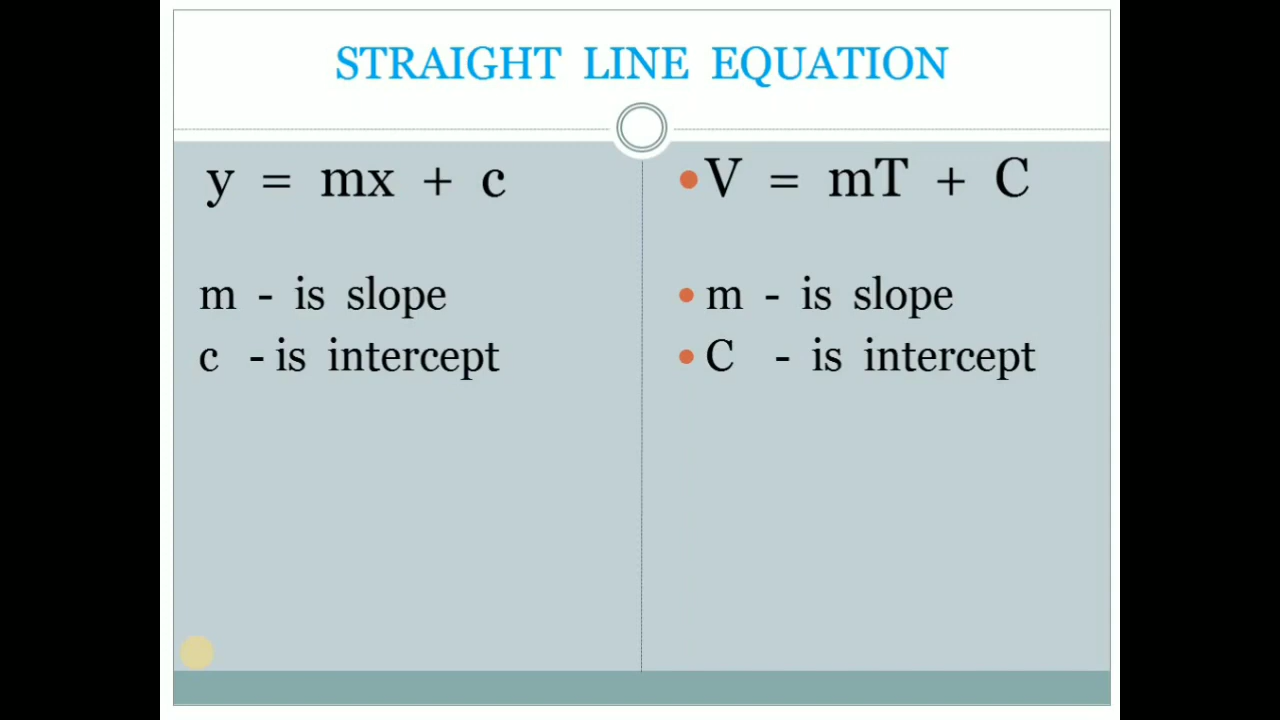 STRAIGHT LINE EQUATION
y = mx + c
m - is slope
c - is intercept
•V = mT + C
• m - is slope
• C - is intercept